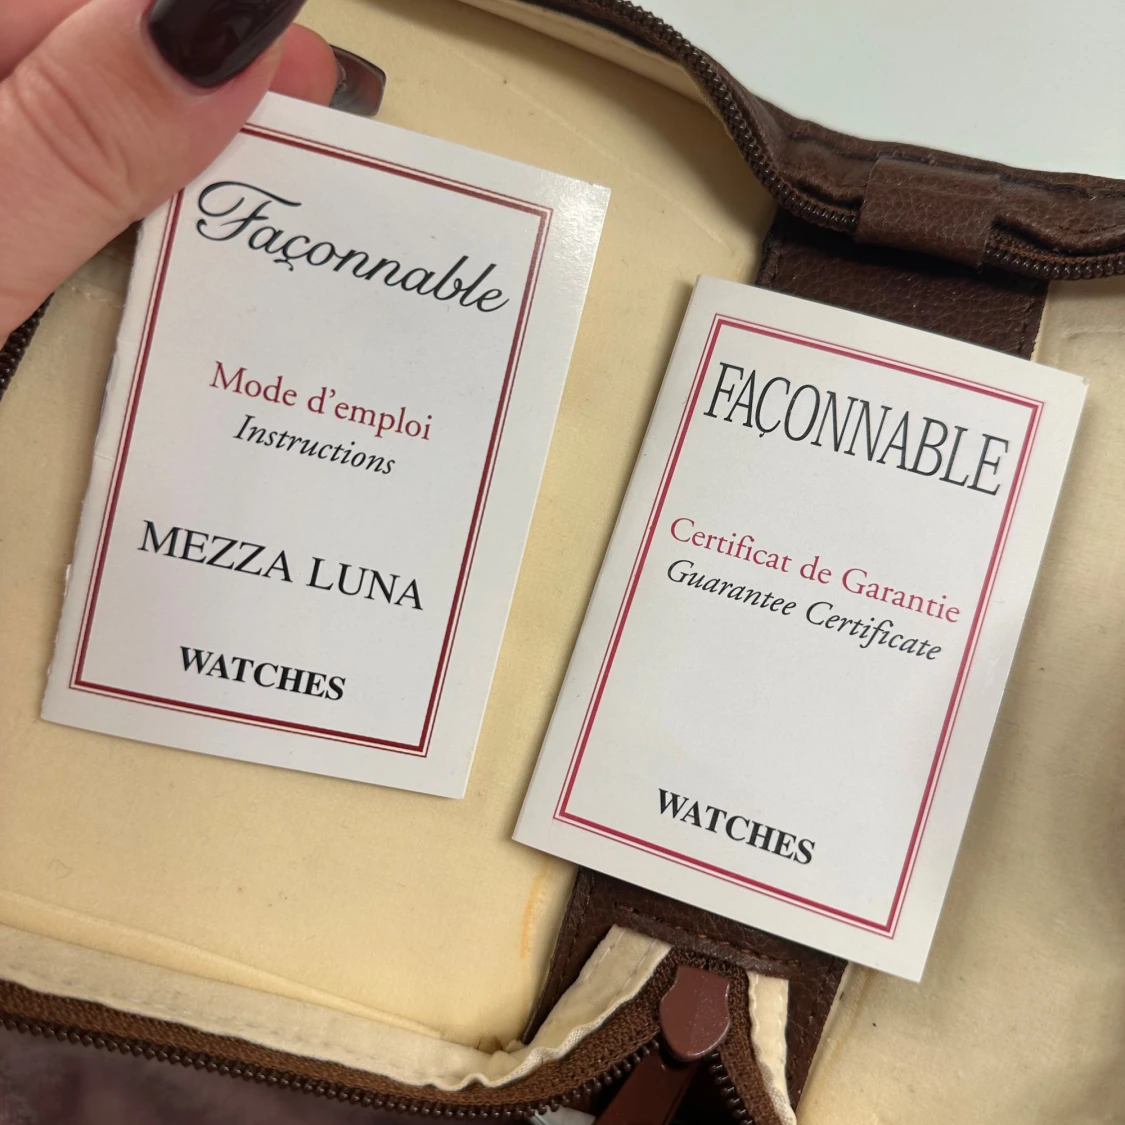 Façonnable
Mode d'emploi
Instructions
MEZZA LUNA
WATCHES
FAÇONNABLE
Certificat de Garantie
Guarantee Certificate
WATCHES